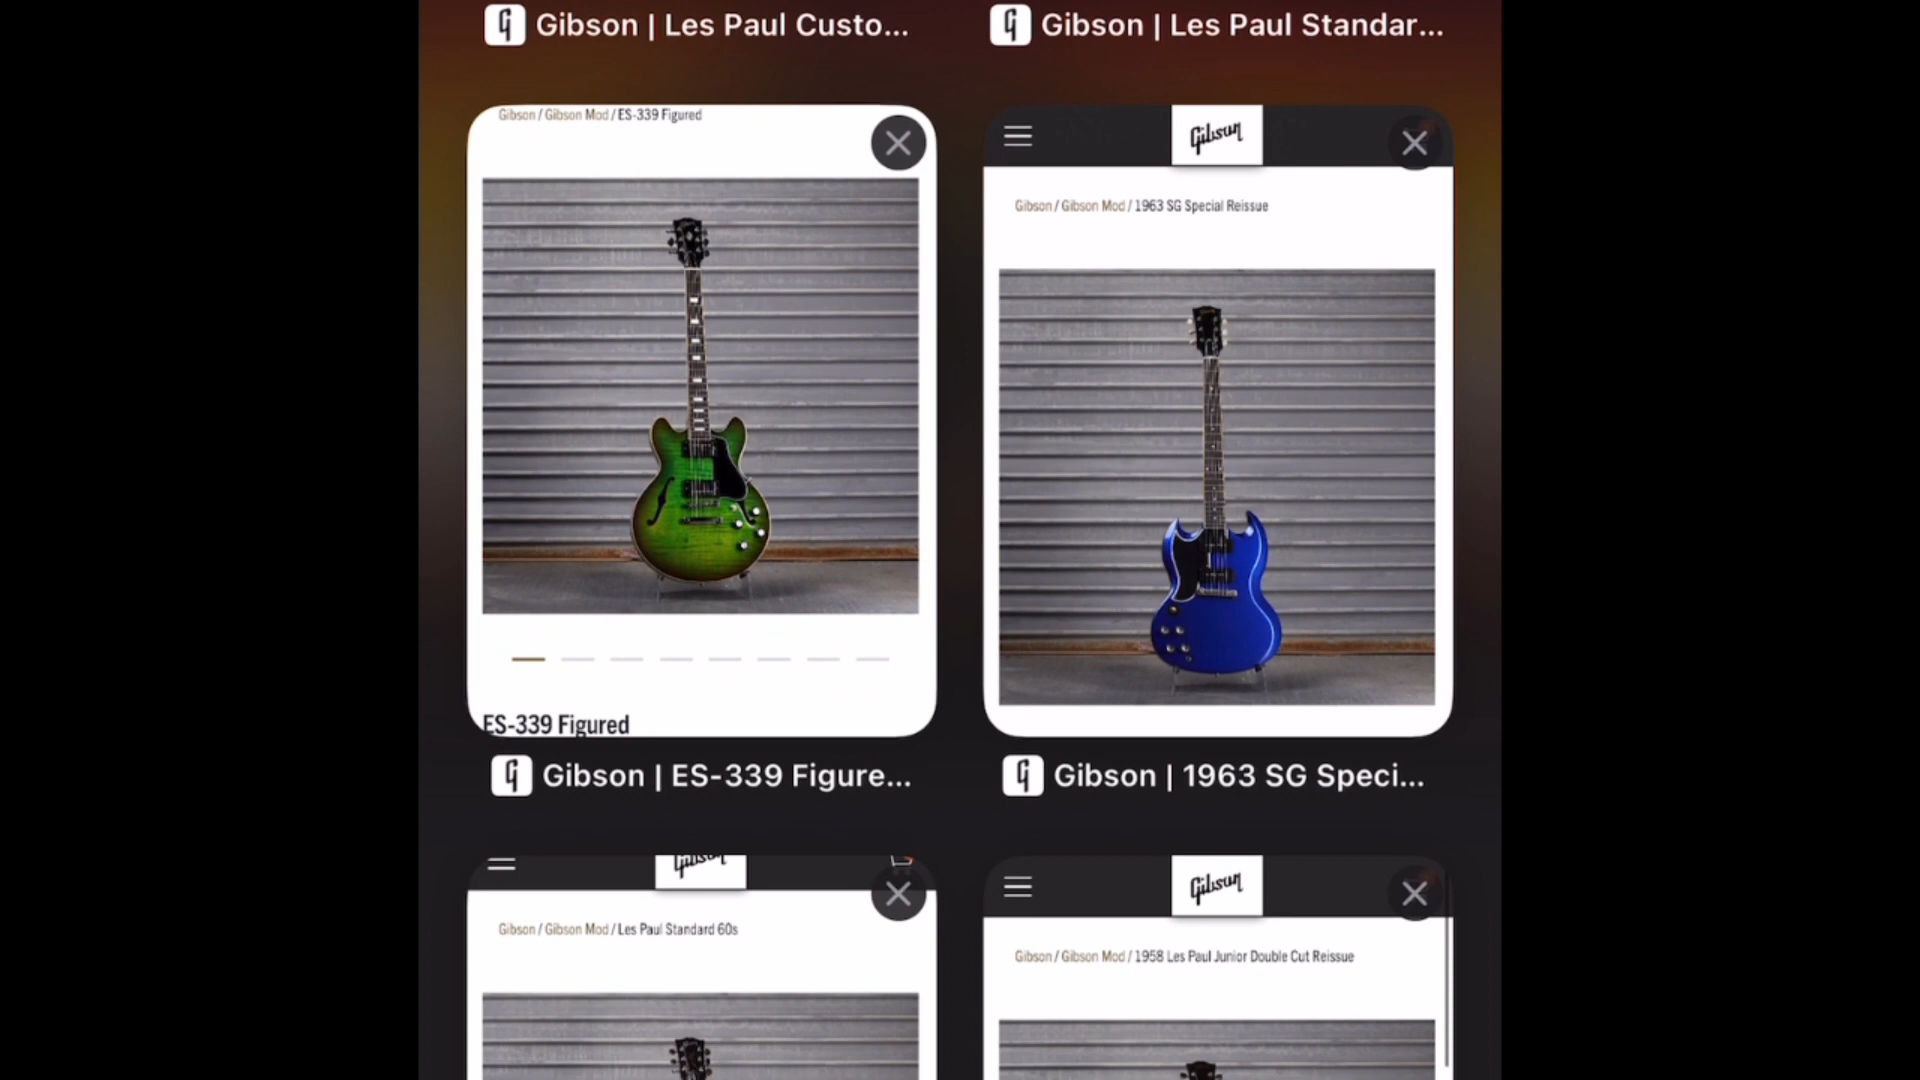 Gibson | Les Paul Custo...
Gibson | Les Paul Standar...
Gibson / Gibson Mod / ES-339 Figured
ES-339 Figured
Gibson | ES-339 Figure...
Gibson
Gibson / Gibson Mod / 1963 SG Special Reissue
Gibson | 1963 SG Speci...
Gibson
Gibson / Gibson Mod / Les Paul Standard 60s
Gibson
Gibson / Gibson Mod / 1958 Les Paul Junior Double Cut Reissue